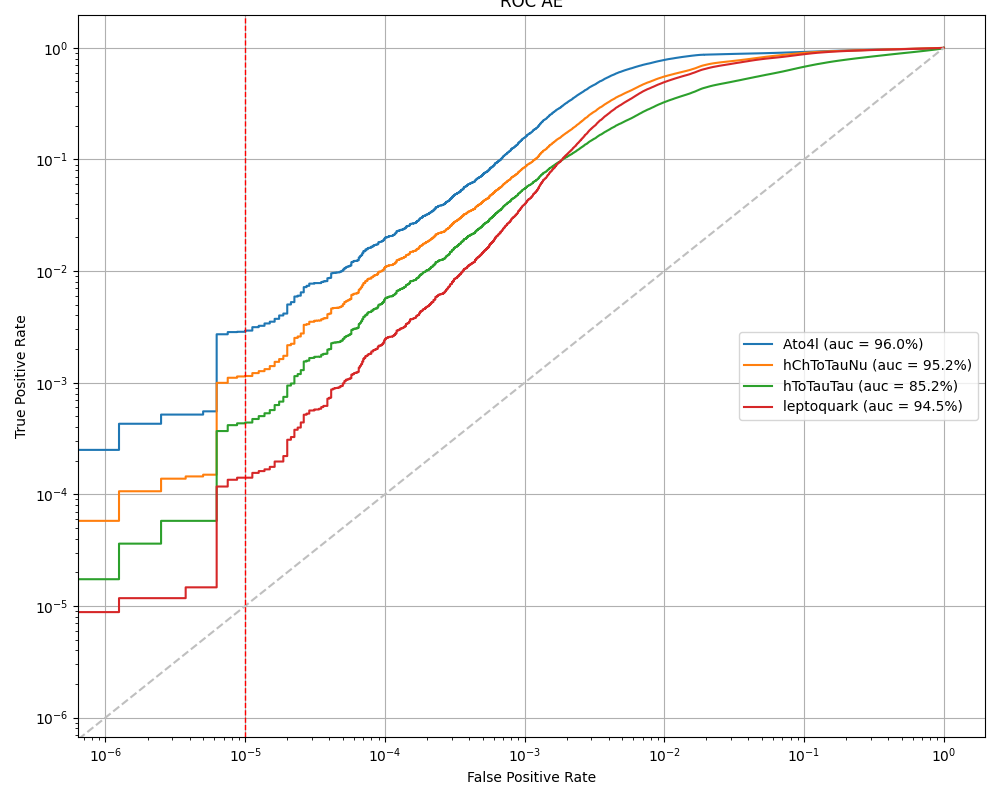 ROC AE
True Positive Rate
10⁰
10⁻¹
10⁻²
10⁻³
10⁻⁴
10⁻⁵
10⁻⁶
Ato4l (auc = 96.0%)
hChToTauNu (auc = 95.2%)
hToTauTau (auc = 85.2%)
leptoquark (auc = 94.5%)
10⁻⁶ 10⁻⁵ 10⁻⁴ 10⁻³ 10⁻² 10⁻¹ 10⁰
False Positive Rate